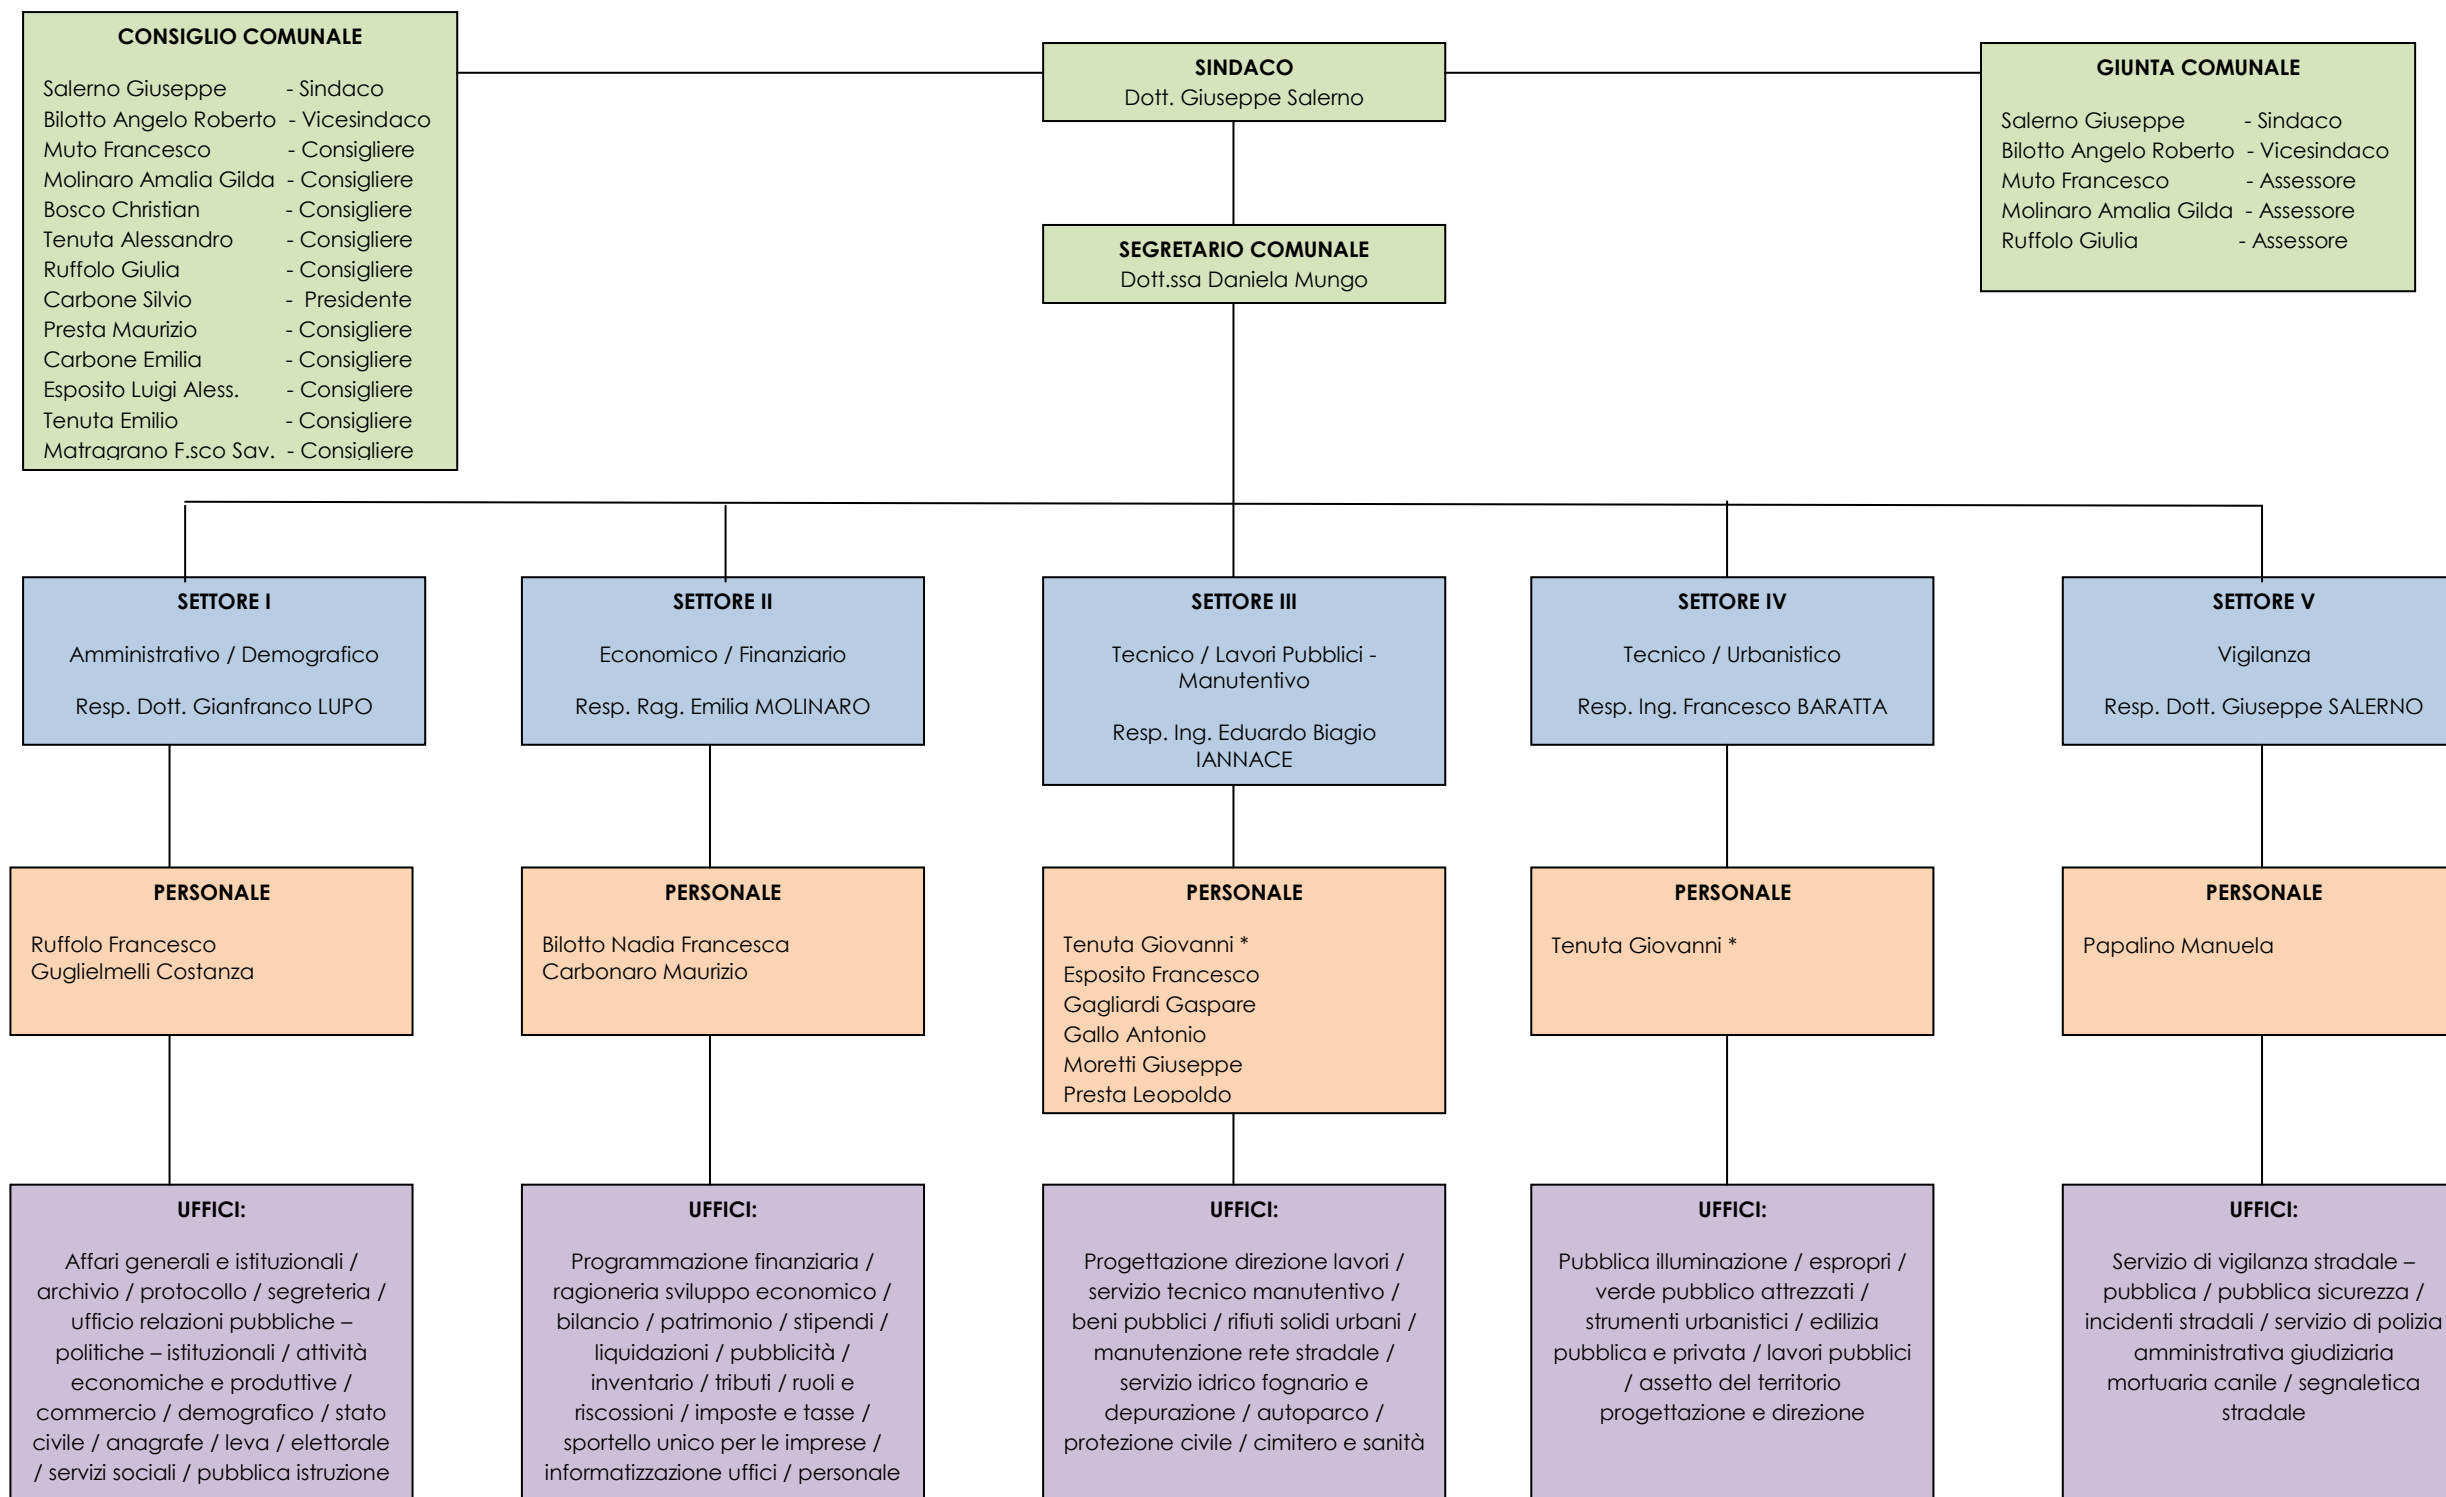 CONSIGLIO COMUNALE
Salerno Giuseppe - Sindaco
Bilotto Angelo Roberto - Vicesindaco
Muto Francesco - Consigliere
Molinaro Amalia Gilda - Consigliere
Bosco Christian - Consigliere
Tenuta Alessandro - Consigliere
Ruffolo Giulia - Consigliere
Carbone Silvio - Presidente
Presta Maurizio - Consigliere
Carbone Emilia - Consigliere
Esposito Luigi Aless. - Consigliere
Tenuta Emilio - Consigliere
Matragrano F.sco Sav. - Consigliere
SINDACO
Dott. Giuseppe Salerno
GIUNTA COMUNALE
Salerno Giuseppe - Sindaco
Bilotto Angelo Roberto - Vicesindaco
Muto Francesco - Assessore
Molinaro Amalia Gilda - Assessore
Ruffolo Giulia - Assessore
SEGRETARIO COMUNALE
Dott.ssa Daniela Mungo
SETTORE I
Amministrativo / Demografico
Resp. Dott. Gianfranco LUPO
SETTORE II
Economico / Finanziario
Resp. Rag. Emilia MOLINARO
SETTORE III
Tecnico / Lavori Pubblici -
Manutentivo
Resp. Ing. Eduardo Biagio
IANNACE
SETTORE IV
Tecnico / Urbanistico
Resp. Ing. Francesco BARATTA
SETTORE V
Vigilanza
Resp. Dott. Giuseppe SALERNO
PERSONALE
Ruffolo Francesco
Guglielmelli Costanza
PERSONALE
Bilotto Nadia Francesca
Carbonaro Maurizio
PERSONALE
Tenuta Giovanni *
Esposito Francesco
Gagliardi Gaspare
Gallo Antonio
Moretti Giuseppe
Presta Leopoldo
PERSONALE
Tenuta Giovanni *
PERSONALE
Papalino Manuela
UFFICI:
Affari generali e istituzionali /
archivio / protocollo / segreteria /
ufficio relazioni pubbliche –
politiche – istituzionali / attività
economiche e produttive /
commercio / demografico / stato
civile / anagrafe / leva / elettorale
/ servizi sociali / pubblica istruzione
UFFICI:
Programmazione finanziaria /
ragioneria sviluppo economico /
bilancio / patrimonio / stipendi /
liquidazioni / pubblicità /
inventario / tributi / ruoli e
riscossioni / imposte e tasse /
sportello unico per le imprese /
informatizzazione uffici / personale
UFFICI:
Progettazione direzione lavori /
servizio tecnico manutentivo /
beni pubblici / rifiuti solidi urbani /
manutenzione rete stradale /
servizio idrico fognario e
depurazione / autoparco /
protezione civile / cimitero e sanità
UFFICI:
Pubblica illuminazione / espropri /
verde pubblico attrezzati /
strumenti urbanistici / edilizia
pubblica e privata / lavori pubblici
/ assetto del territorio
progettazione e direzione
UFFICI:
Servizio di vigilanza stradale –
pubblica / pubblica sicurezza /
incidenti stradali / servizio di polizia
amministrativa giudiziaria
mortuaria canile / segnaletica
stradale